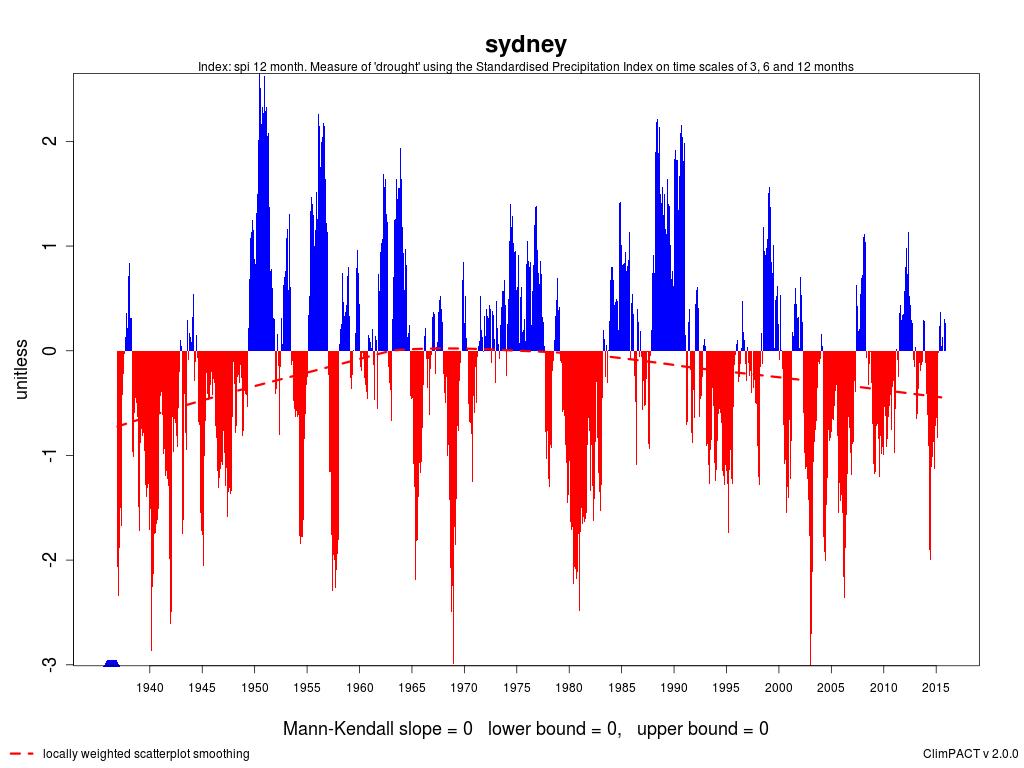 sydney
Index: spi 12 month. Measure of 'drought' using the Standardised Precipitation Index on time scales of 3, 6 and 12 months
unitless
2
1
0
-1
-2
-3
1940 1945 1950 1955 1960 1965 1970 1975 1980 1985 1990 1995 2000 2005 2010 2015
Mann-Kendall slope = 0 lower bound = 0, upper bound = 0
locally weighted scatterplot smoothing
ClimPACT v 2.0.0